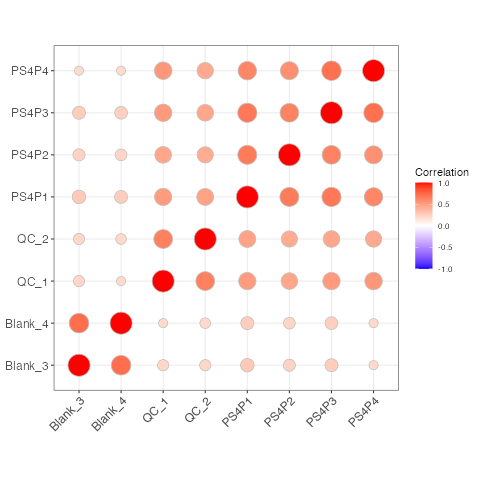 PS4P4
PS4P3
PS4P2
PS4P1
QC_2
QC_1
Blank_4
Blank_3
Blank_3
Blank_4
QC_1
QC_2
PS4P1
PS4P2
PS4P3
PS4P4
Correlation
1.0
0.5
0.0
-0.5
-1.0